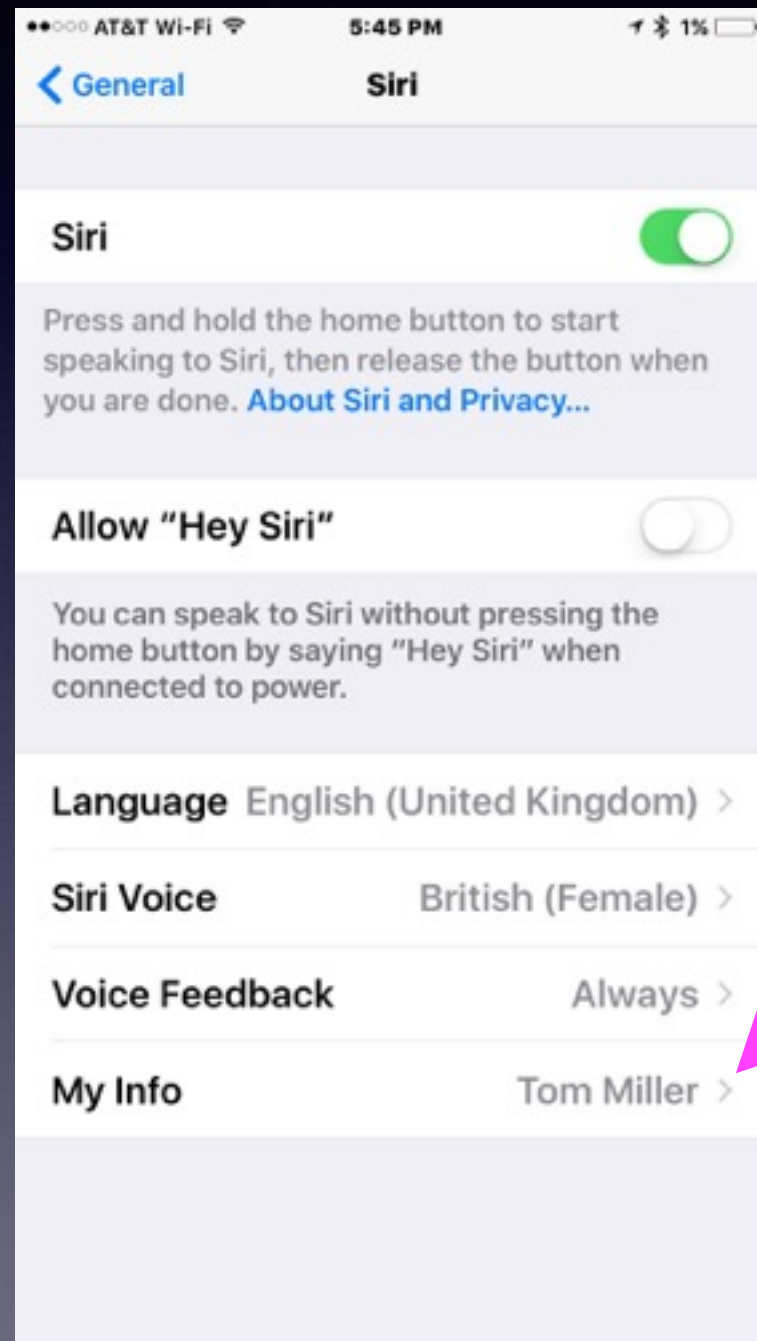 AT&T Wi-Fi 5:45 PM 1%
General Siri
Siri
Press and hold the home button to start
speaking to Siri, then release the button when
you are done. About Siri and Privacy...
Allow “Hey Siri”
You can speak to Siri without pressing the
home button by saying “Hey Siri” when
connected to power.
Language English (United Kingdom)
Siri Voice British (Female)
Voice Feedback Always
My Info Tom Miller